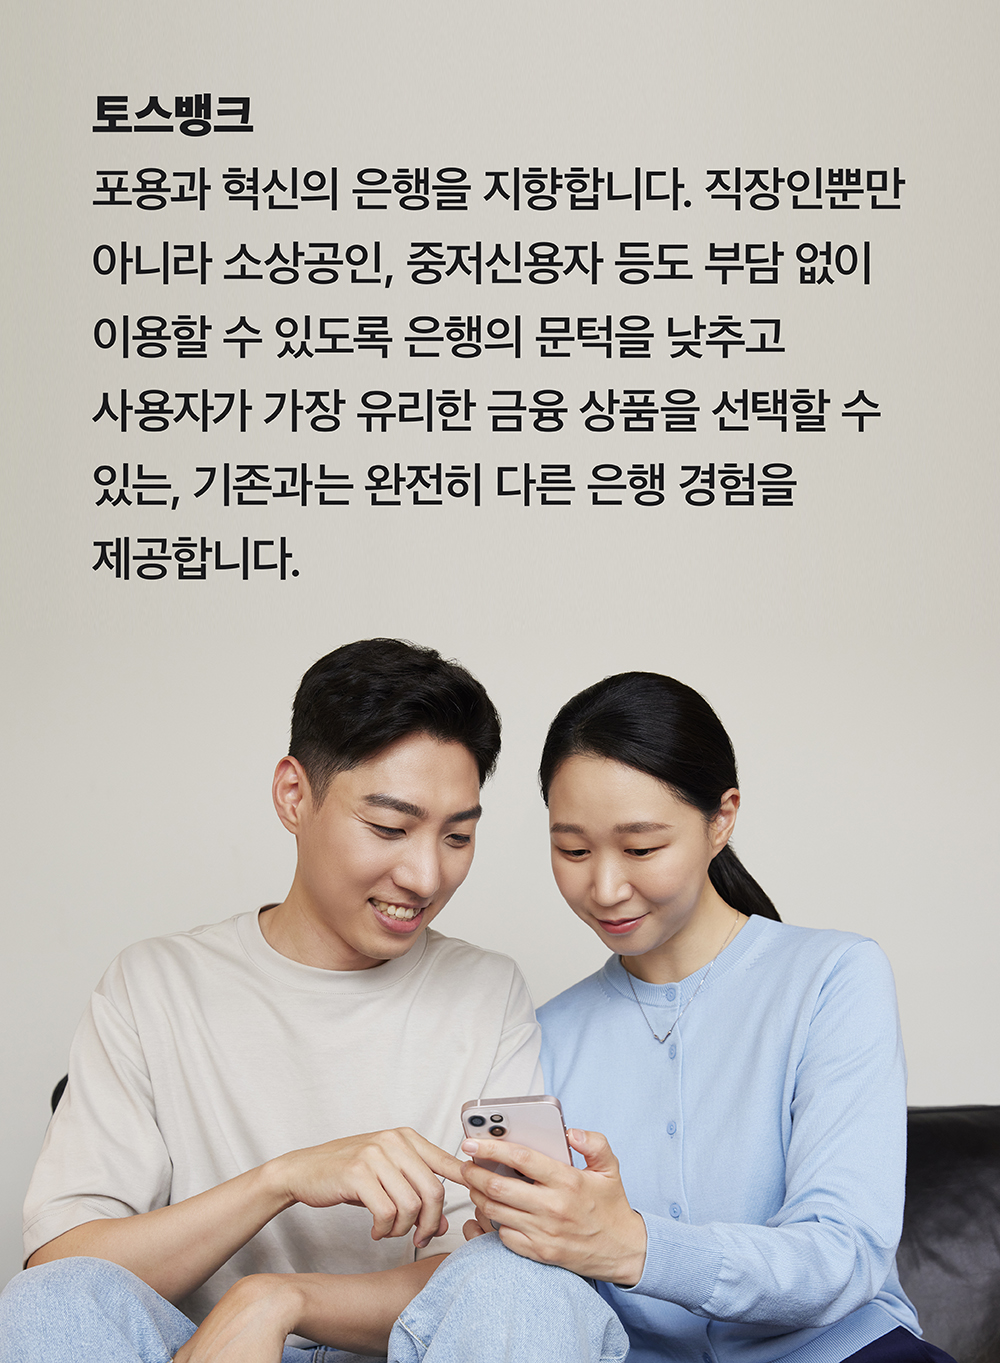 토스뱅크
포용과 혁신의 은행을 지향합니다. 직장인뿐만
아니라 소상공인, 중저신용자 등도 부담 없이
이용할 수 있도록 은행의 문턱을 낮추고
사용자가 가장 유리한 금융 상품을 선택할 수
있는, 기존과는 완전히 다른 은행 경험을
제공합니다.